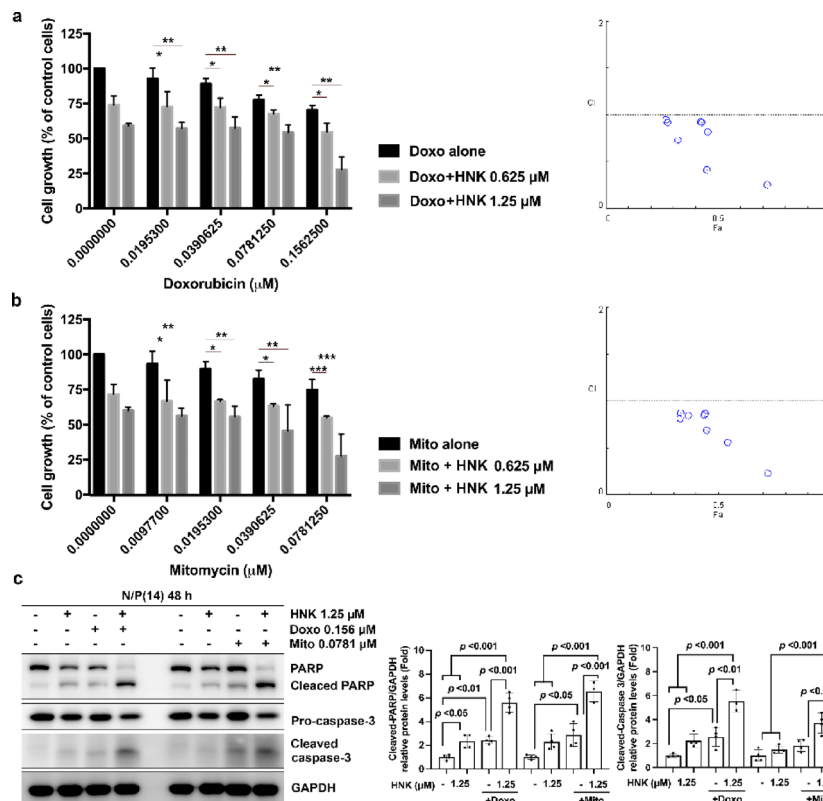 a
125
100
75
50
25
0
Cell growth (% of control cells)
**
*
**
*
**
*
**
*
0.0000000
0.0195300
0.0390625
0.0781250
0.1562500
Doxorubicin (µM)
Doxo alone
Doxo+HNK 0.625 µM
Doxo+HNK 1.25 µM
2
CI
1
0
0
0.5
Fa
b
125
100
75
50
25
0
Cell growth (% of control cells)
**
*
**
*
**
*
***
***
0.0000000
0.0097700
0.0195300
0.0390625
0.0781250
Mitomycin (µM)
Mito alone
Mito + HNK 0.625 µM
Mito + HNK 1.25 µM
2
CI
1
0
0
0.5
Fa
c
N/P(14) 48 h
- + - + - + - + HNK 1.25 µM
- - + + - - - - Doxo 0.156 µM
- - - - - - + + Mito 0.0781 µM
PARP
Cleaced PARP
Pro-caspase-3
Cleaved
caspase-3
GAPDH
Cleaved-PARP/GAPDH
relative protein levels (Fold)
10
8
6
4
2
0
p <0.001
p <0.001
p <0.001
p <0.001
p <0.01
p <0.05
p <0.05
HNK (µM) - 1.25 - 1.25 - 1.25 - 1.25
+Doxo +Mito
Cleaved-Caspase 3/GAPDH
relative protein levels (Fold)
10
8
6
4
2
0
p <0.001
p <0.001
p <0.01
p <0.05
HNK (µM) - 1.25 - 1.25 - 1.25 - 1.25
+Doxo